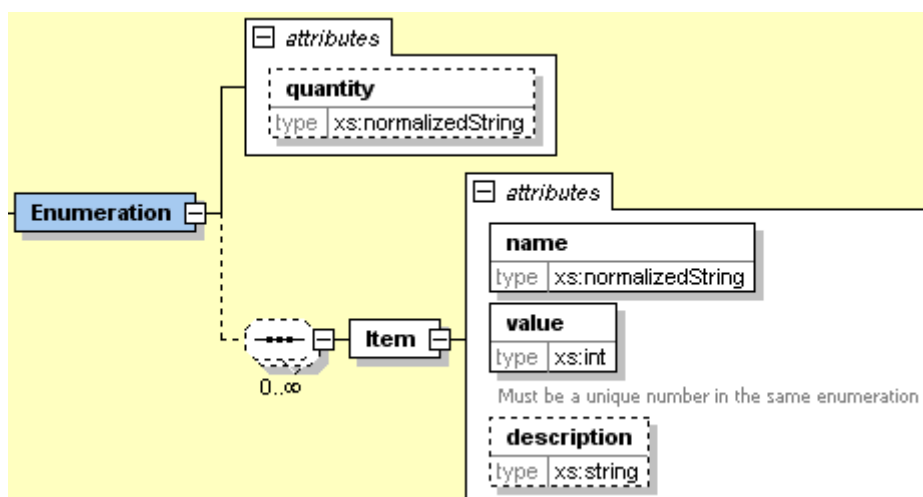 attributes
quantity
type xs:normalizedString
Enumeration
attributes
name
type xs:normalizedString
value
type xs:int
Must be a unique number in the same enumeration
Item
0..∞
description
type xs:string